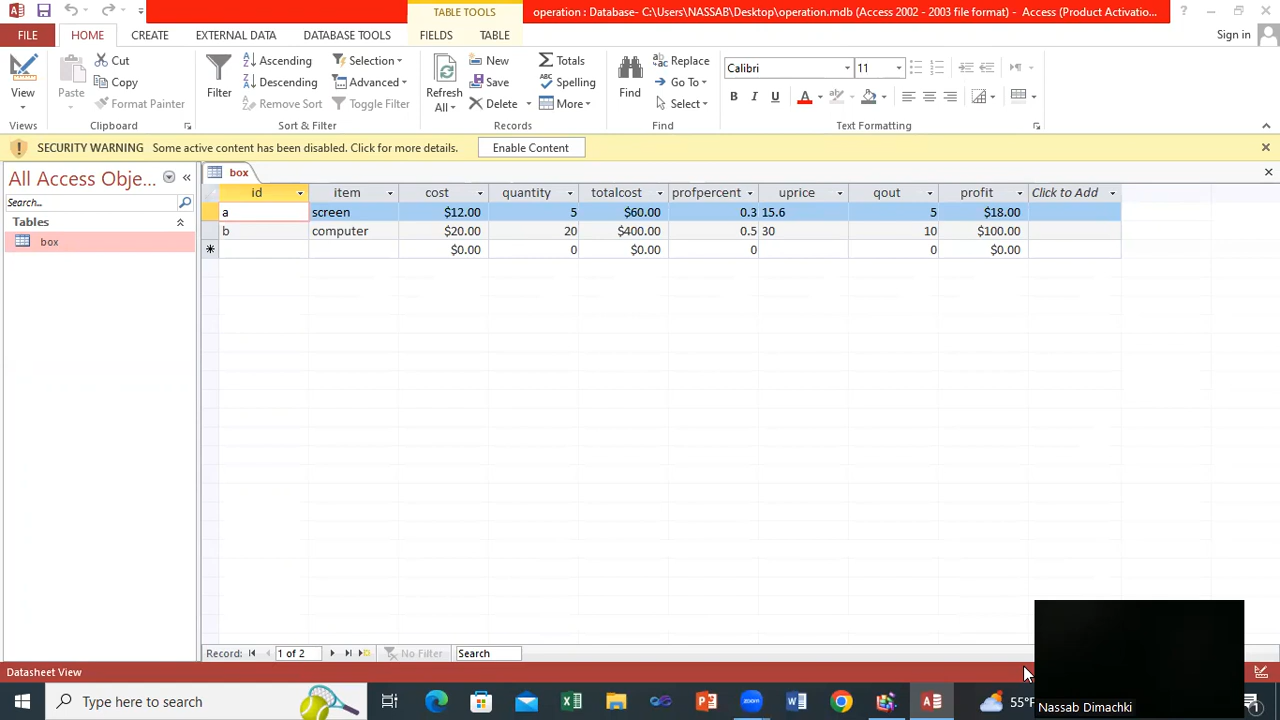 operation : Database- C:\Users\NASSAB\Desktop\operation.mdb (Access 2002 - 2003 file format) - Access (Product Activatio...
TABLE TOOLS
FILE HOME CREATE EXTERNAL DATA DATABASE TOOLS FIELDS TABLE Sign in
View
Views
Paste
Cut
Copy
Format Painter
Clipboard
Filter
Ascending
Descending
Remove Sort
Selection
Advanced
Toggle Filter
Sort & Filter
Refresh
All
New
Save
Delete
Totals
Spelling
More
Records
Find
Replace
Go To
Select
Find
Calibri 11
B I U A
Text Formatting
SECURITY WARNING Some active content has been disabled. Click for more details. Enable Content
All Access Obje...
Search...
Tables
box
box
id item cost quantity totalcost profpercent uprice qout profit Click to Add
a screen $12.00 5 $60.00 0.3 15.6 5 $18.00
b computer $20.00 20 $400.00 0.5 30 10 $100.00
* $0.00 0 $0.00 0 0 $0.00
Record: 1 of 2 No Filter Search
Datasheet View
Type here to search
zoom
55°F
Nassab Dimachki
1